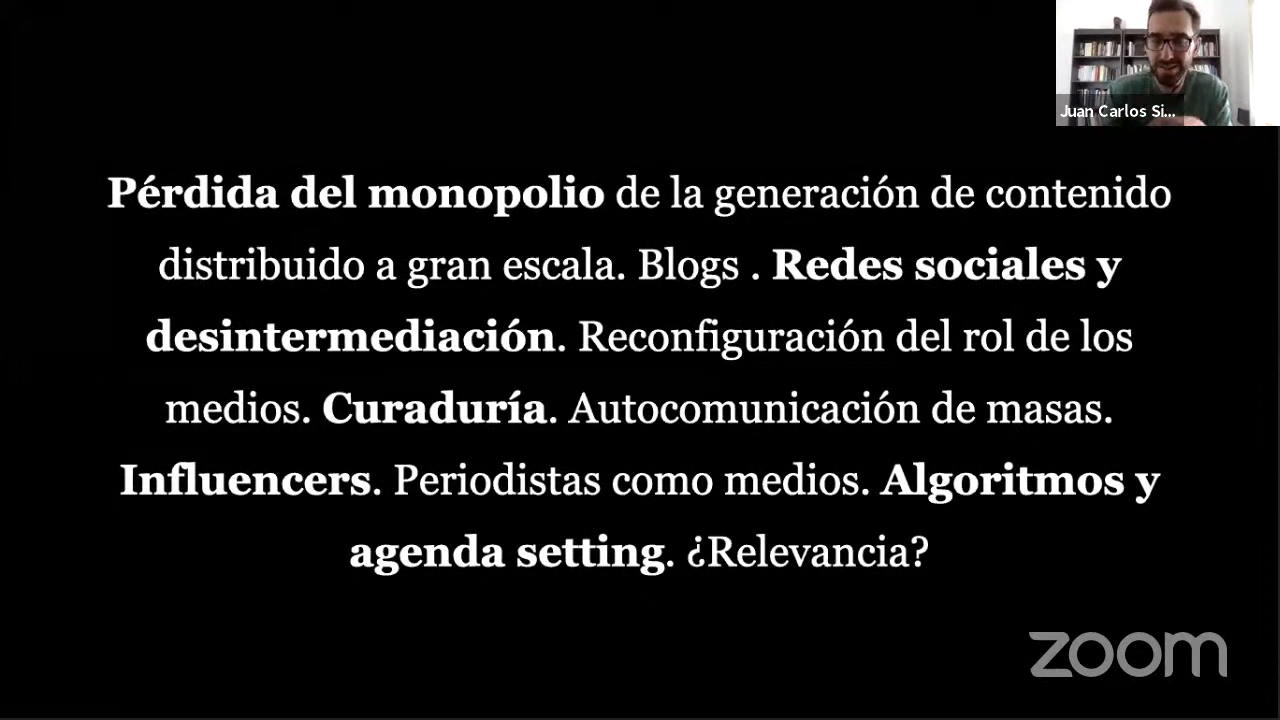 Juan Carlos Si...
Pérdida del monopolio de la generación de contenido
distribuido a gran escala. Blogs . Redes sociales y
desintermediación. Reconfiguración del rol de los
medios. Curaduría. Autocomunicación de masas.
Influencers. Periodistas como medios. Algoritmos y
agenda setting. ¿Relevancia?
zoom